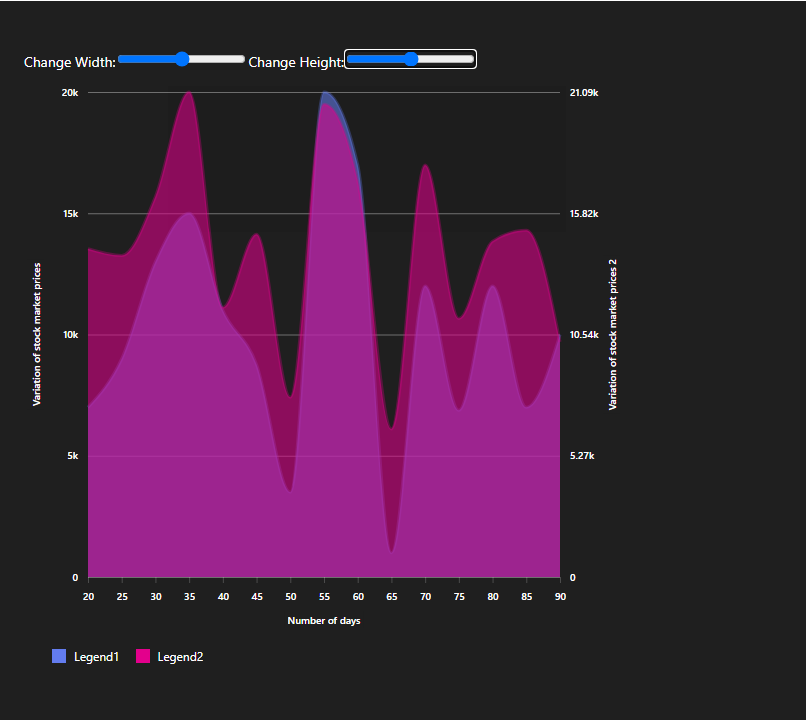 Change Width: Change Height:
20k 21.09k
15k 15.82k
10k 10.54k
5k 5.27k
0 0
Variation of stock market prices
Variation of stock market prices 2
20 25 30 35 40 45 50 55 60 65 70 75 80 85 90
Number of days
Legend1 Legend2